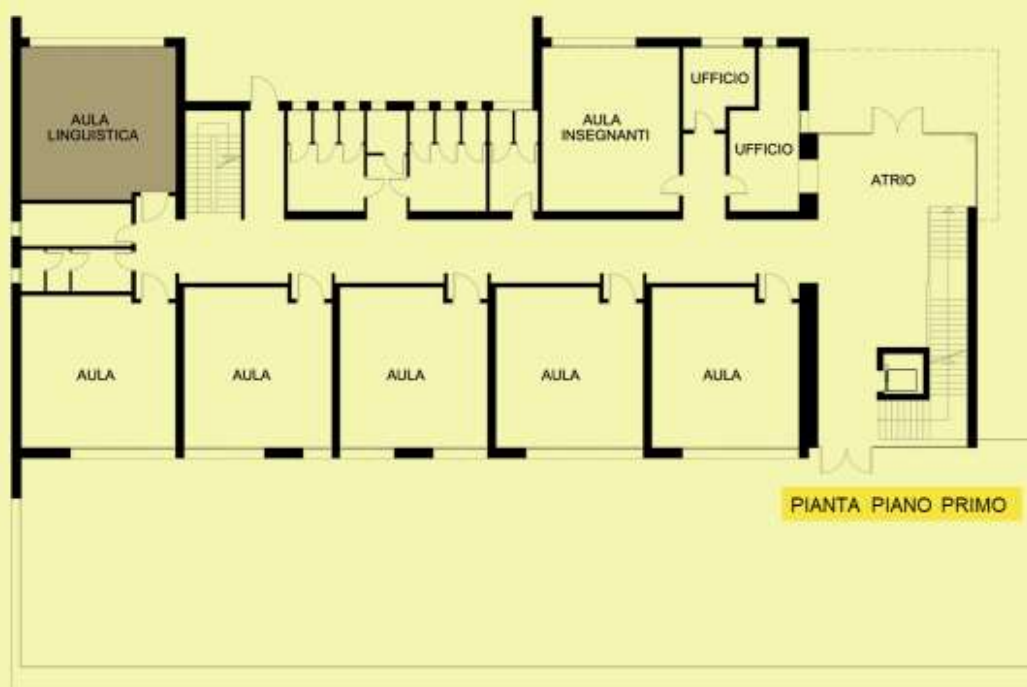 AULA
LINGUISTICA
AULA
INSEGNANTI
UFFICIO
UFFICIO
ATRIO
AULA
AULA
AULA
AULA
AULA
PIANTA PIANO PRIMO